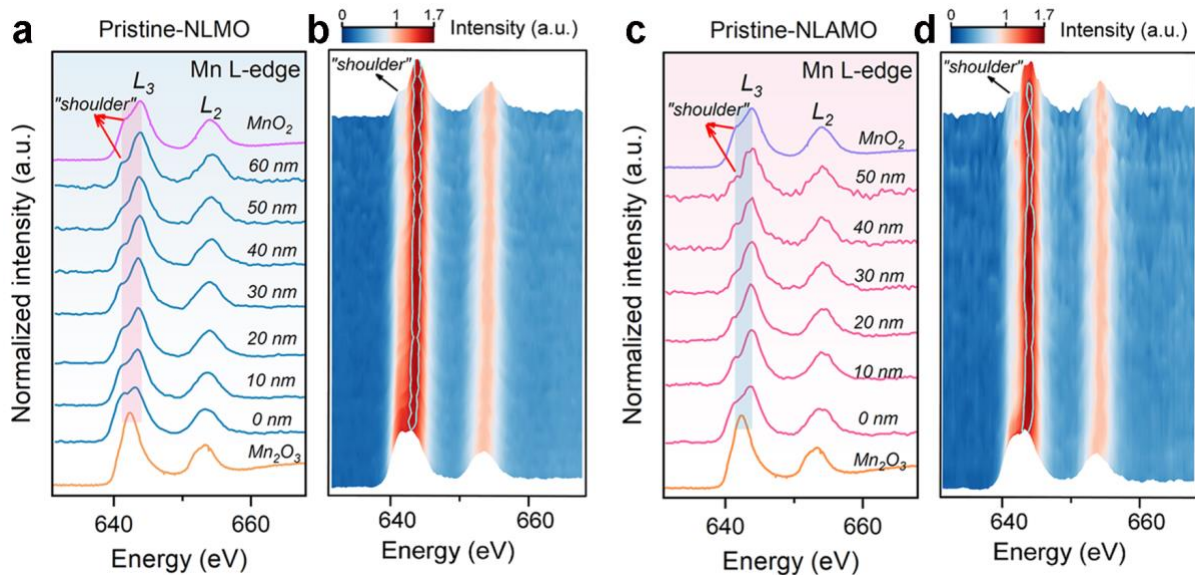 a
Pristine-NLMO
Mn L-edge
"shoulder"
L₃
L₂
MnO₂
60 nm
50 nm
40 nm
30 nm
20 nm
10 nm
0 nm
Mn₂O₃
Normalized intensity (a.u.)
640
660
Energy (eV)
b
0
1
1.7
Intensity (a.u.)
"shoulder"
640
660
Energy (eV)
c
Pristine-NLAMO
Mn L-edge
"shoulder"
L₃
L₂
MnO₂
50 nm
40 nm
30 nm
20 nm
10 nm
0 nm
Mn₂O₃
Normalized intensity (a.u.)
640
660
Energy (eV)
d
0
1
1.7
Intensity (a.u.)
"shoulder"
640
660
Energy (eV)